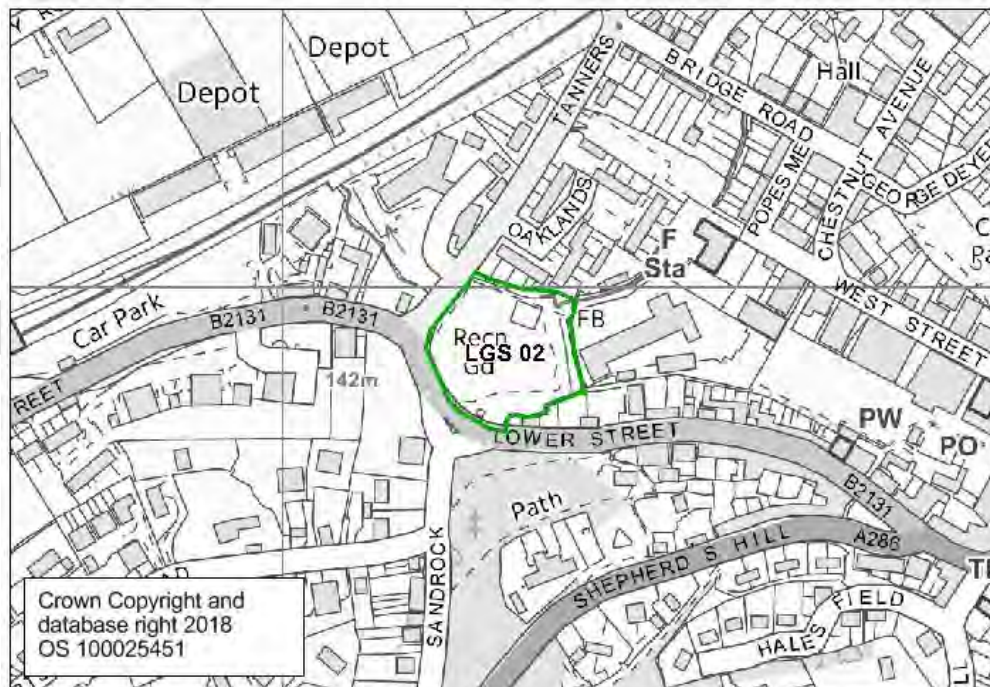 Depot
Depot
TANNERS
BRIDGE ROAD
Hall
CHESTNUT AVENUE
POPES ME
GEORGE DEYE
OAKLANDS
F
Sta
WEST STREET
Car Park
B2131
B2131
Recn
LGS 02
Gd
FB
142m
REET
LOWER STREET
PW
PO
B2131
Path
A286
SHEPHERD'S HILL
SANDROCK
FIELD
HALES
AD
Crown Copyright and
database right 2018
OS 100025451